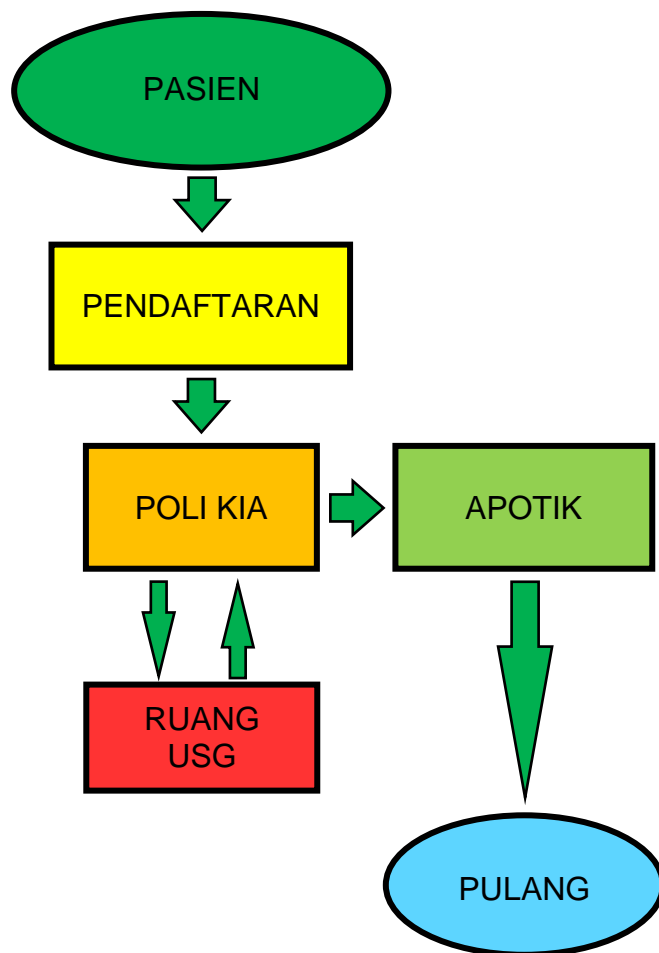 PASIEN
PENDAFTARAN
POLI KIA
APOTIK
RUANG
USG
PULANG